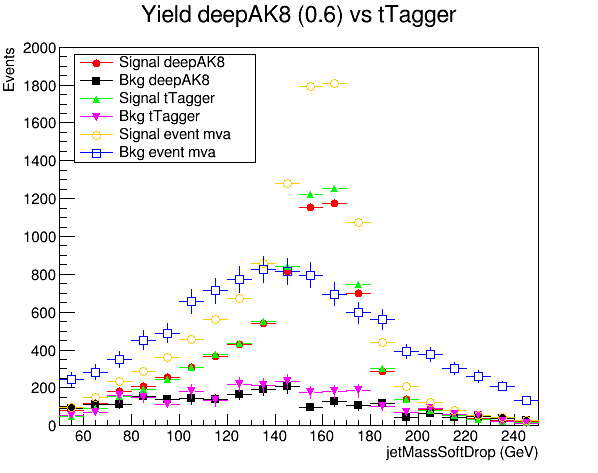 Yield deepAK8 (0.6) vs tTagger
Events
2000
1800
1600
1400
1200
1000
800
600
400
200
0
Signal deepAK8
Bkg deepAK8
Signal tTagger
Bkg tTagger
Signal event mva
Bkg event mva
60 80 100 120 140 160 180 200 220 240
jetMassSoftDrop (GeV)